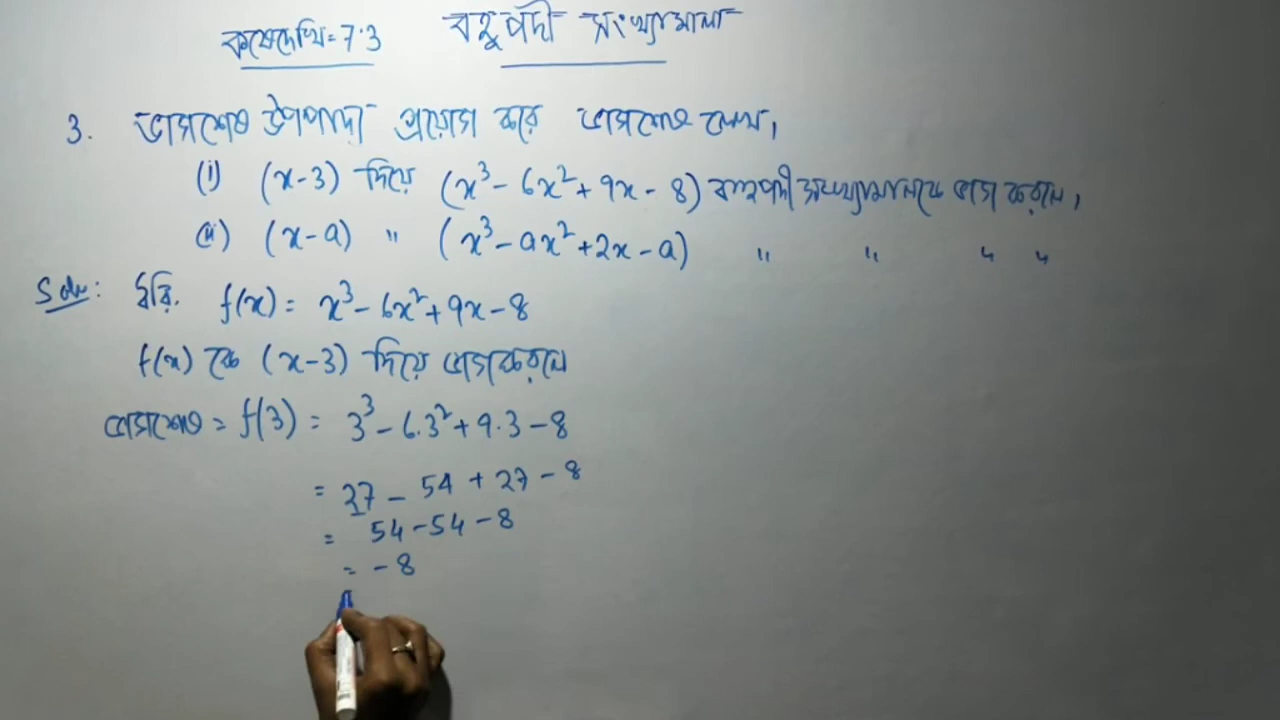 কষেদেখি = 7.3 বহুপদী সংখ্যামালা
3. ভাগশেষ উপপাদ্য প্রয়োগ করে ভাগশেষ লেখ,
(i) (x-3) দিয়ে (x³ - 6x² + 9x - 8) বহুপদী সংখ্যামালাকে ভাগ করলে,
(ii) (x-a) " (x³ - ax² + 2x - a) " " " "
Soln: ধরি, f(x) = x³ - 6x² + 9x - 8
f(x) কে (x-3) দিয়ে ভাগ করলে
ভাগশেষ = f(3) = 3³ - 6.3² + 9.3 - 8
= 27 - 54 + 27 - 8
= 54 - 54 - 8
= -8